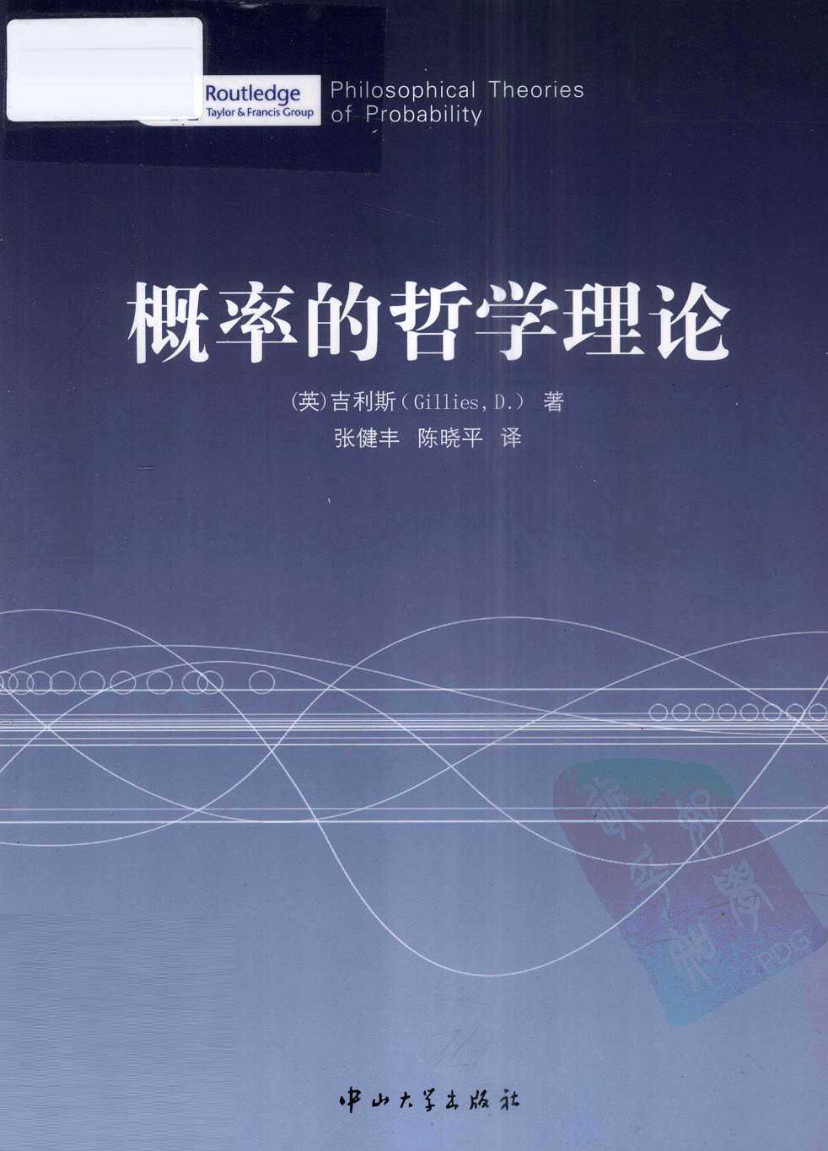 Routledge
Taylor & Francis Group
Philosophical Theories
of Probability
概率的哲学理论
(英)吉利斯(Gillies,D.) 著
张健丰 陈晓平 译
PDG
中山大学出版社